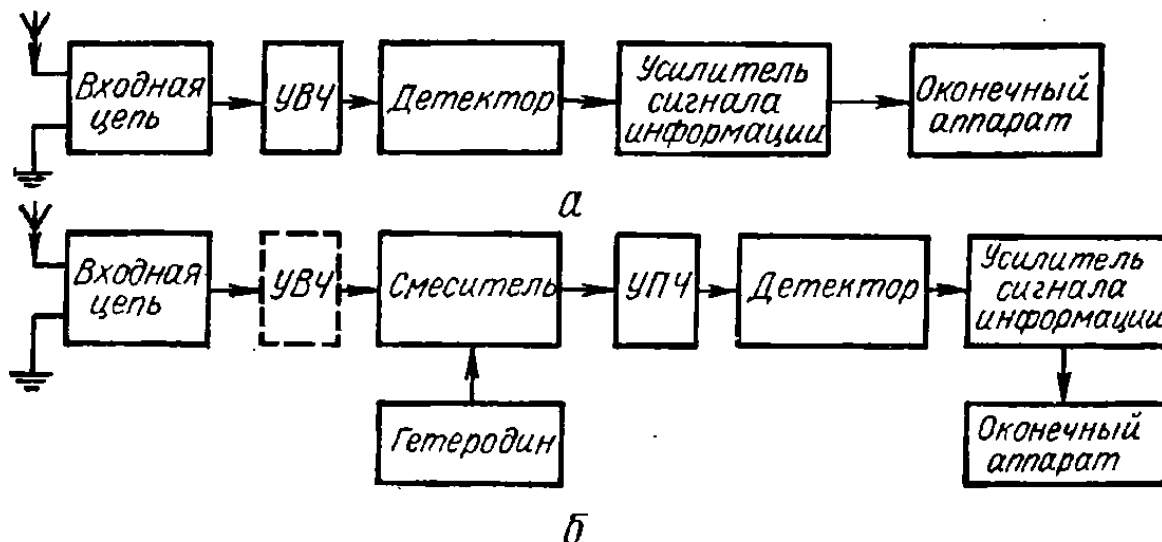 Входная
цепь
УВЧ
Детектор
Усилитель
сигнала
информации
Оконечный
аппарат
а
Входная
цепь
УВЧ
Смеситель
УПЧ
Детектор
Усилитель
сигнала
информации
Гетеродин
Оконечный
аппарат
б